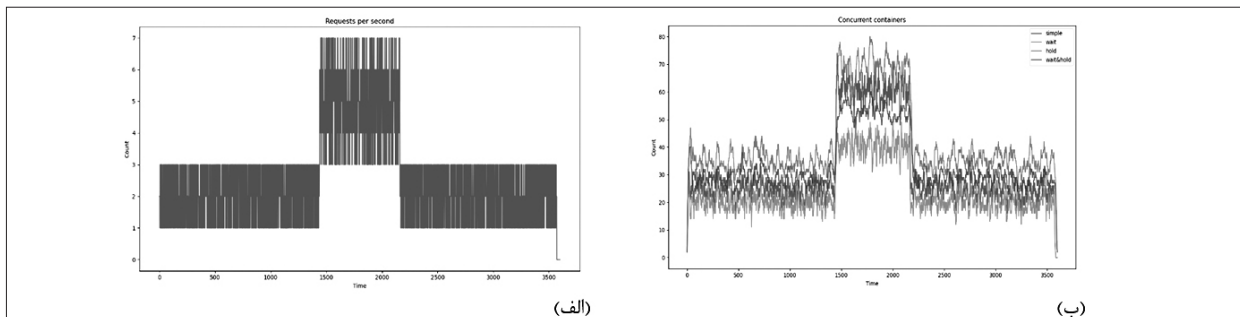 Requests per second
Count
7
6
5
4
3
2
1
0
0 500 1000 1500 2000 2500 3000 3500
Time
(الف)
Concurrent containers
simple
wait
hold
wait&hold
Count
80
70
60
50
40
30
20
10
0
0 500 1000 1500 2000 2500 3000 3500
Time
(ب)